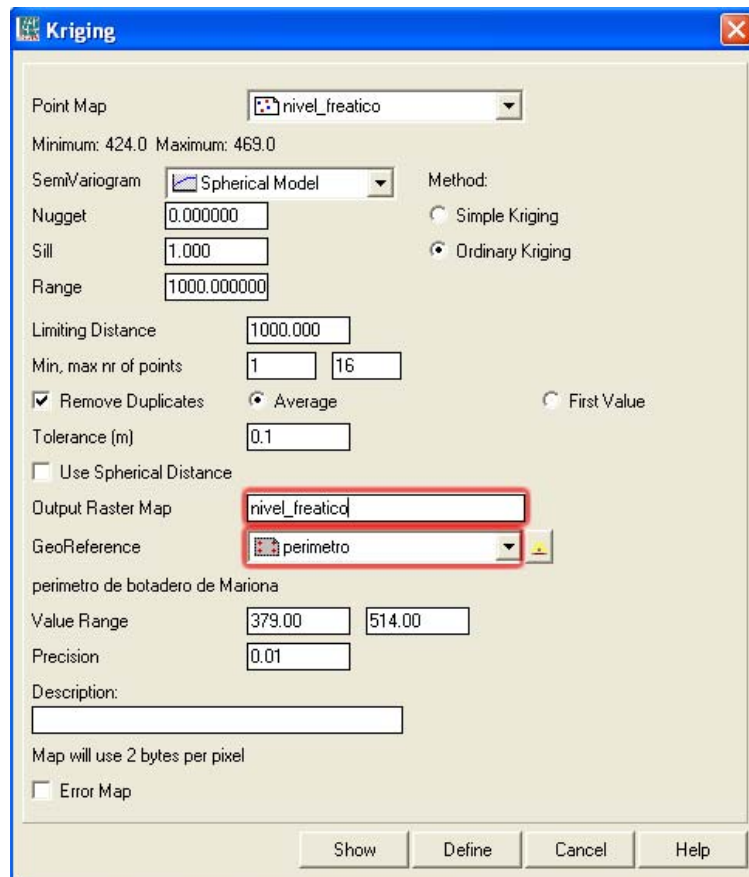 Kriging
Point Map nivel_freatico
Minimum: 424.0 Maximum: 469.0
SemiVariogram Spherical Model Method:
Nugget 0.000000 Simple Kriging
Sill 1.000 Ordinary Kriging
Range 1000.000000
Limiting Distance 1000.000
Min, max nr of points 1 16
Remove Duplicates Average First Value
Tolerance (m) 0.1
Use Spherical Distance
Output Raster Map nivel_freatico
GeoReference perimetro
perimetro de botadero de Mariona
Value Range 379.00 514.00
Precision 0.01
Description:
Map will use 2 bytes per pixel
Error Map
Show Define Cancel Help